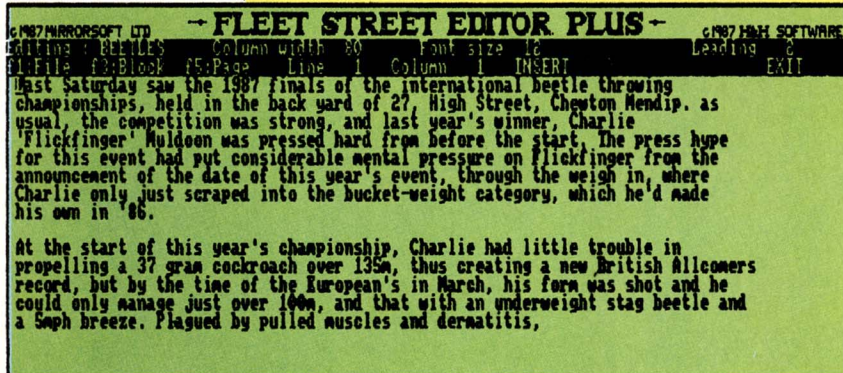 c 1987 MIRRORSOFT LTD -+ FLEET STREET EDITOR PLUS +- c 1987 H&H SOFTWARE
Editing : BEETLES Column width 80 Font size 12 Leading 2
f1:File f3:Block f5:Page Line 1 Column 1 INSERT EXIT
Last Saturday saw the 1987 finals of the international beetle throwing
championships, held in the back yard of 27, High Street, Chewton Mendip. as
usual, the competition was strong, and last year's winner, Charlie
'Flickfinger' Muldoon was pressed hard from before the start. The press hype
for this event had put considerable mental pressure on Flickfinger from the
announcement of the date of this year's event, through the weigh in, where
Charlie only just scraped into the bucket-weight category, which he'd made
his own in '86.
At the start of this year's championship, Charlie had little trouble in
propelling a 37 gram cockroach over 135m, thus creating a new British Allcomers
record, but by the time of the European's in March, his form was shot and he
could only manage just over 100m, and that with an underweight stag beetle and
a 5mph breeze. Plagued by pulled muscles and dermatitis,